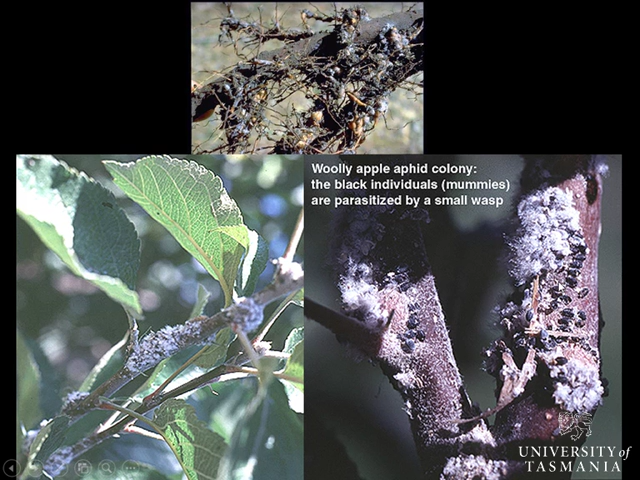 Woolly apple aphid colony:
the black individuals (mummies)
are parasitized by a small wasp
UNIVERSITY of
TASMANIA